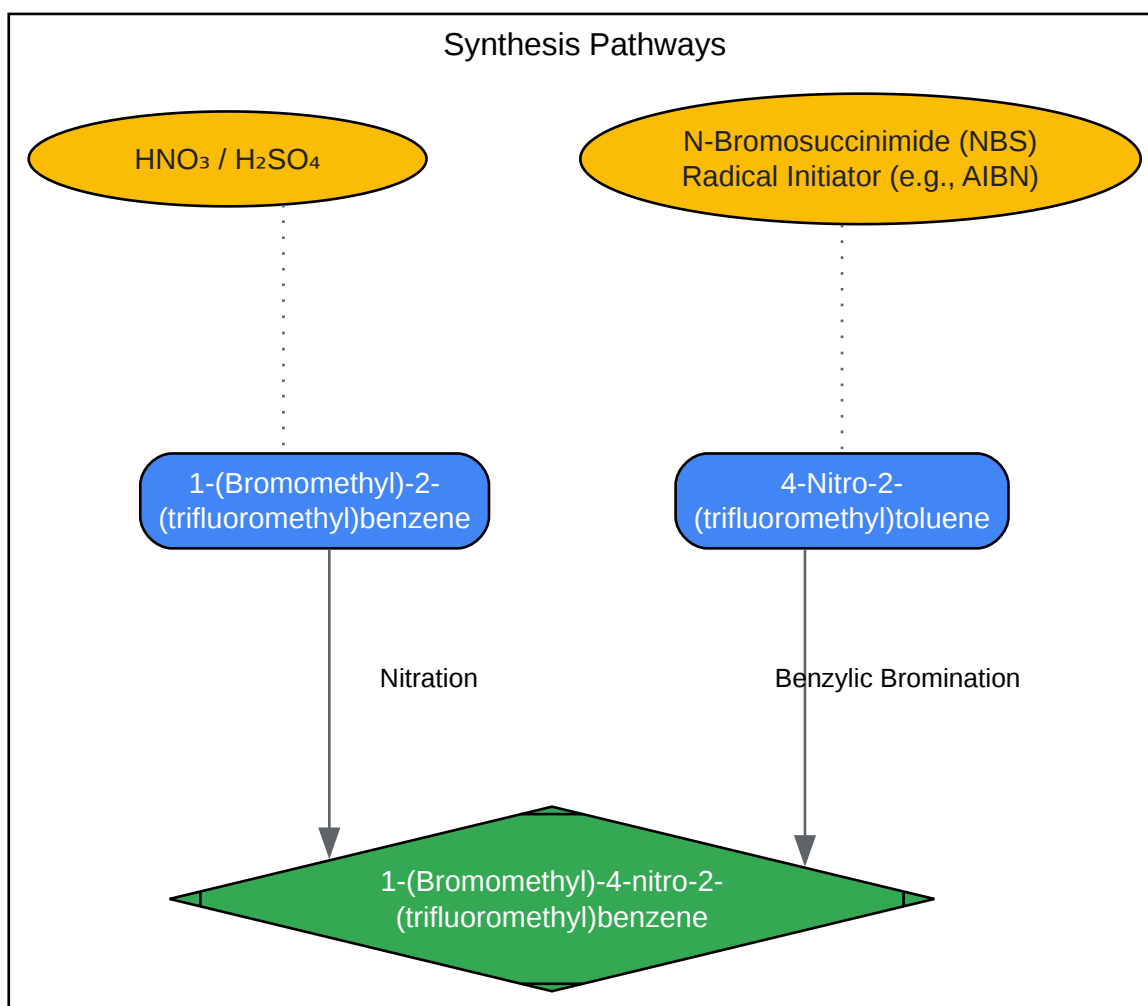 Synthesis Pathways
HNO₃ / H₂SO₄
N-Bromosuccinimide (NBS)
Radical Initiator (e.g., AIBN)
1-(Bromomethyl)-2-
(trifluoromethyl)benzene
4-Nitro-2-
(trifluoromethyl)toluene
Nitration
Benzylic Bromination
1-(Bromomethyl)-4-nitro-2-
(trifluoromethyl)benzene